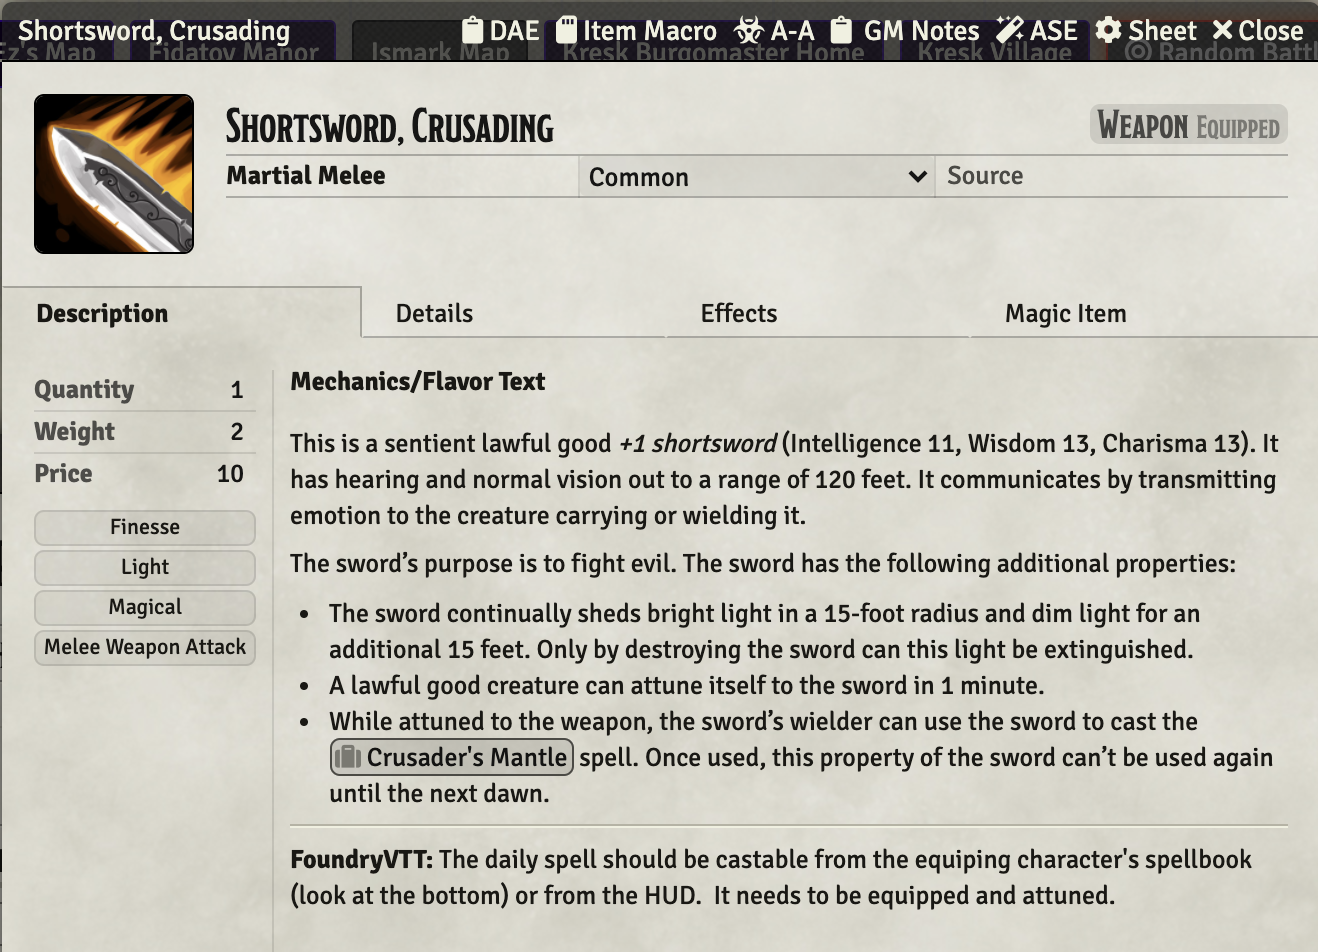 Shortsword, Crusading DAE Item Macro A-A GM Notes ASE Sheet Close
Ez's Map Fidatov Manor Ismark Map Kresk Burgomaster Home Kresk Village Random Battl
Shortsword, Crusading
Weapon Equipped
Martial Melee Common Source
Description Details Effects Magic Item
Quantity 1
Weight 2
Price 10
Finesse
Light
Magical
Melee Weapon Attack
Mechanics/Flavor Text
This is a sentient lawful good +1 shortsword (Intelligence 11, Wisdom 13, Charisma 13). It
has hearing and normal vision out to a range of 120 feet. It communicates by transmitting
emotion to the creature carrying or wielding it.
The sword’s purpose is to fight evil. The sword has the following additional properties:
• The sword continually sheds bright light in a 15-foot radius and dim light for an
additional 15 feet. Only by destroying the sword can this light be extinguished.
• A lawful good creature can attune itself to the sword in 1 minute.
• While attuned to the weapon, the sword’s wielder can use the sword to cast the
Crusader's Mantle spell. Once used, this property of the sword can’t be used again
until the next dawn.
FoundryVTT: The daily spell should be castable from the equiping character's spellbook
(look at the bottom) or from the HUD. It needs to be equipped and attuned.